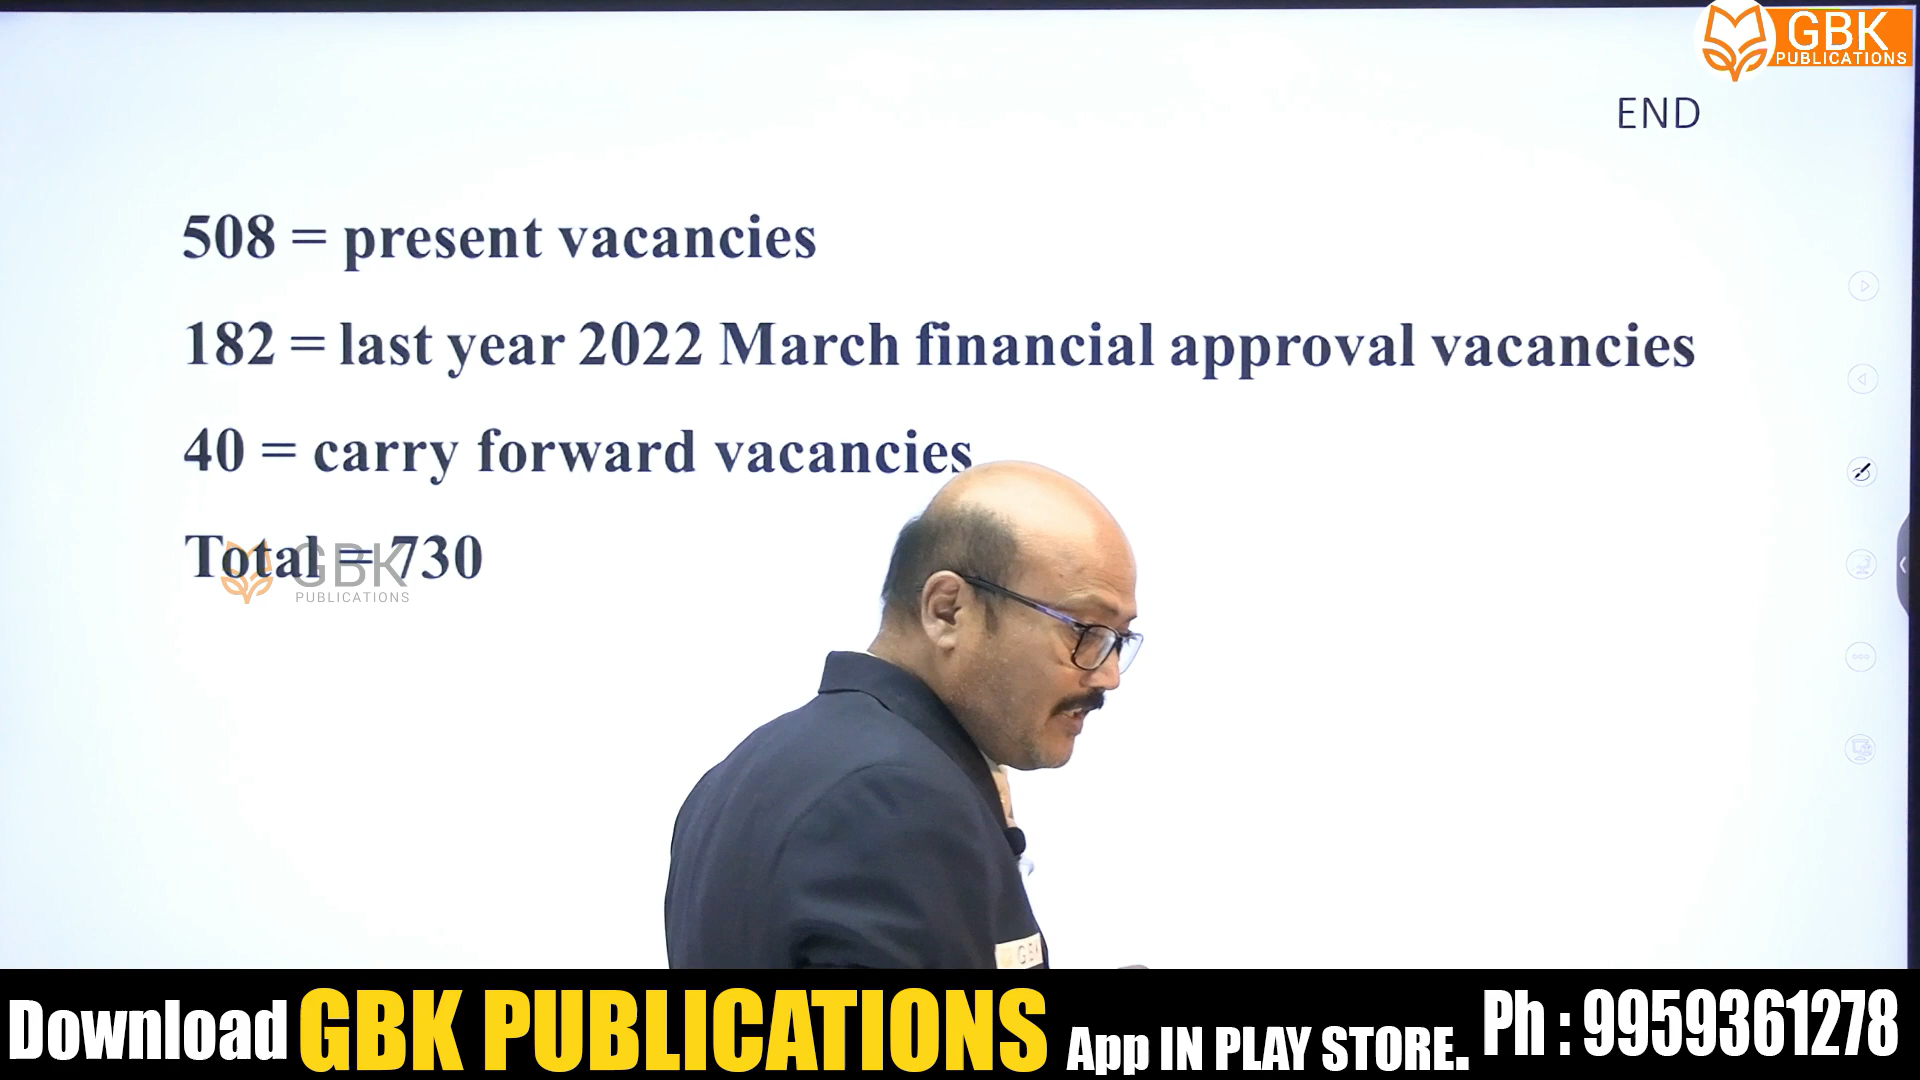 GBK
PUBLICATIONS
END
508 = present vacancies
182 = last year 2022 March financial approval vacancies
40 = carry forward vacancies
Total = 730
GBK
PUBLICATIONS
GBK
Download GBK PUBLICATIONS App IN PLAY STORE. Ph : 9959361278